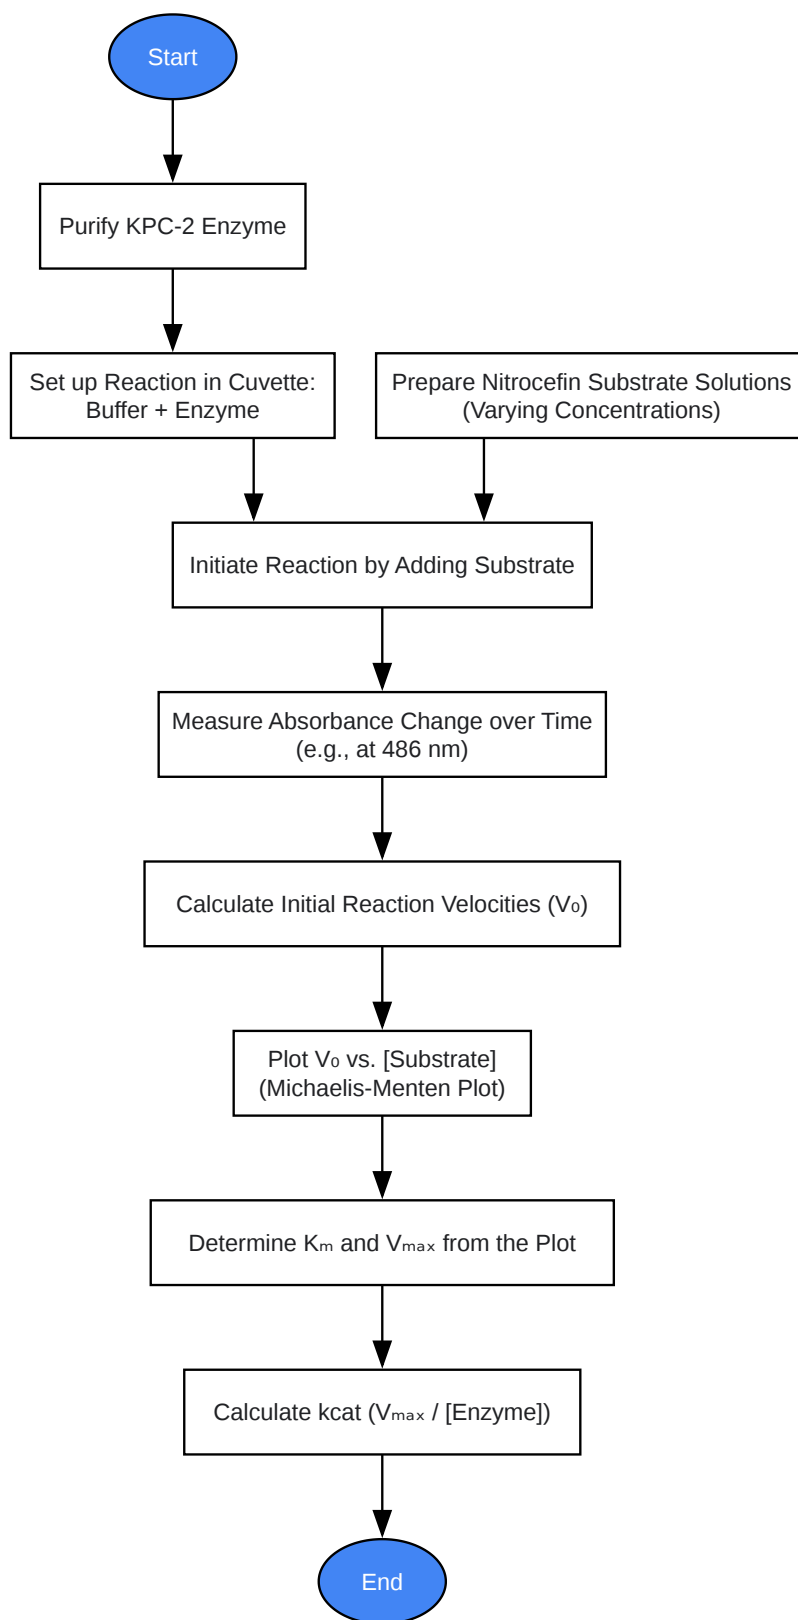 Start
Purify KPC-2 Enzyme
Set up Reaction in Cuvette:
Buffer + Enzyme
Prepare Nitrocefin Substrate Solutions
(Varying Concentrations)
Initiate Reaction by Adding Substrate
Measure Absorbance Change over Time
(e.g., at 486 nm)
Calculate Initial Reaction Velocities (V₀)
Plot V₀ vs. [Substrate]
(Michaelis-Menten Plot)
Determine Kₘ and Vₘₐₓ from the Plot
Calculate kcat (Vₘₐₓ / [Enzyme])
End